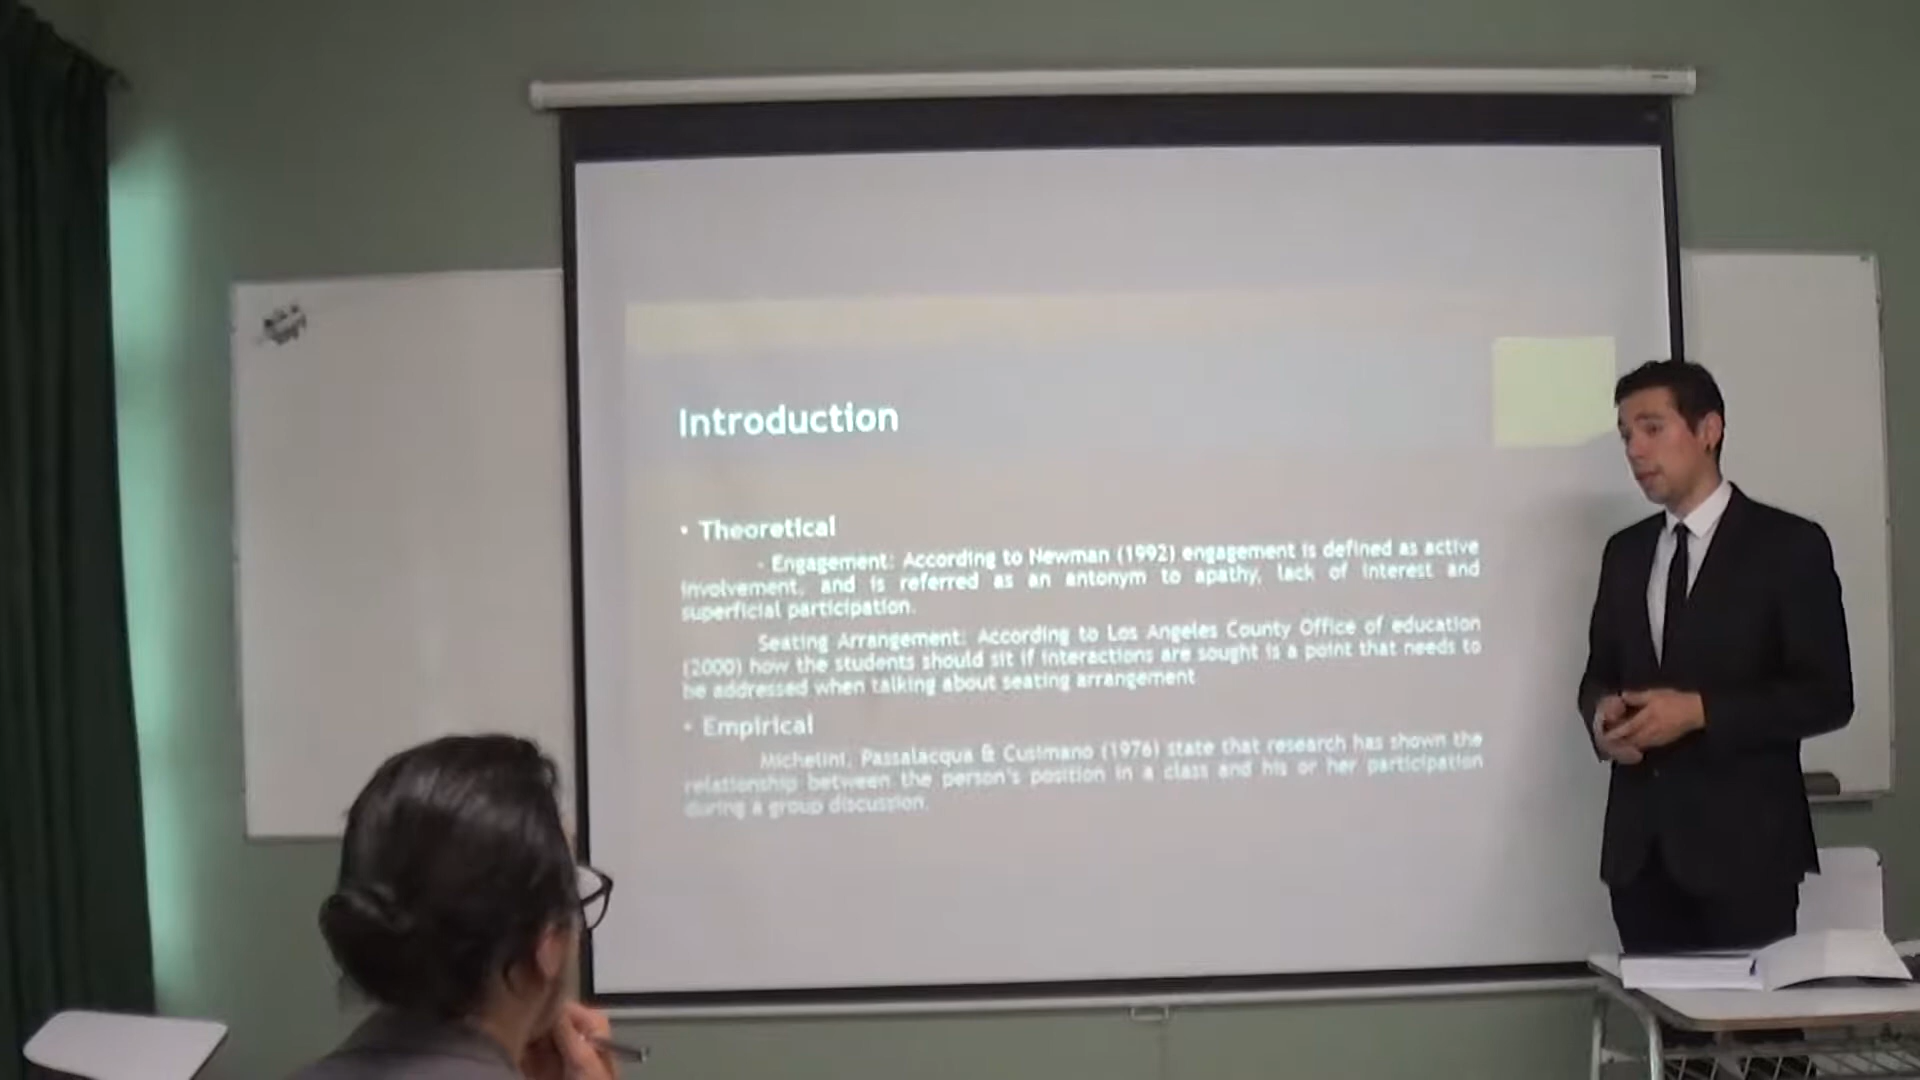 Introduction
• Theoretical
- Engagement: According to Newman (1992) engagement is defined as active
involvement, and is referred as an antonym to apathy, lack of interest and
superficial participation.
Seating Arrangement: According to Los Angeles County Office of education
(2000) how the students should sit if interactions are sought is a point that needs to
be addressed when talking about seating arrangement
• Empirical
Michelini, Passalacqua & Cusimano (1976) state that research has shown the
relationship between the person's position in a class and his or her participation
during a group discussion.